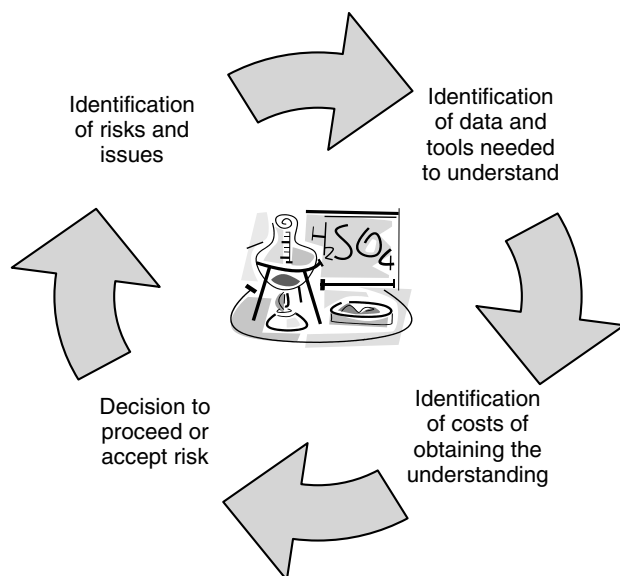 Identification
of risks and
issues
Identification
of data and
tools needed
to understand
H2SO4
Identification
of costs of
obtaining the
understanding
Decision to
proceed or
accept risk